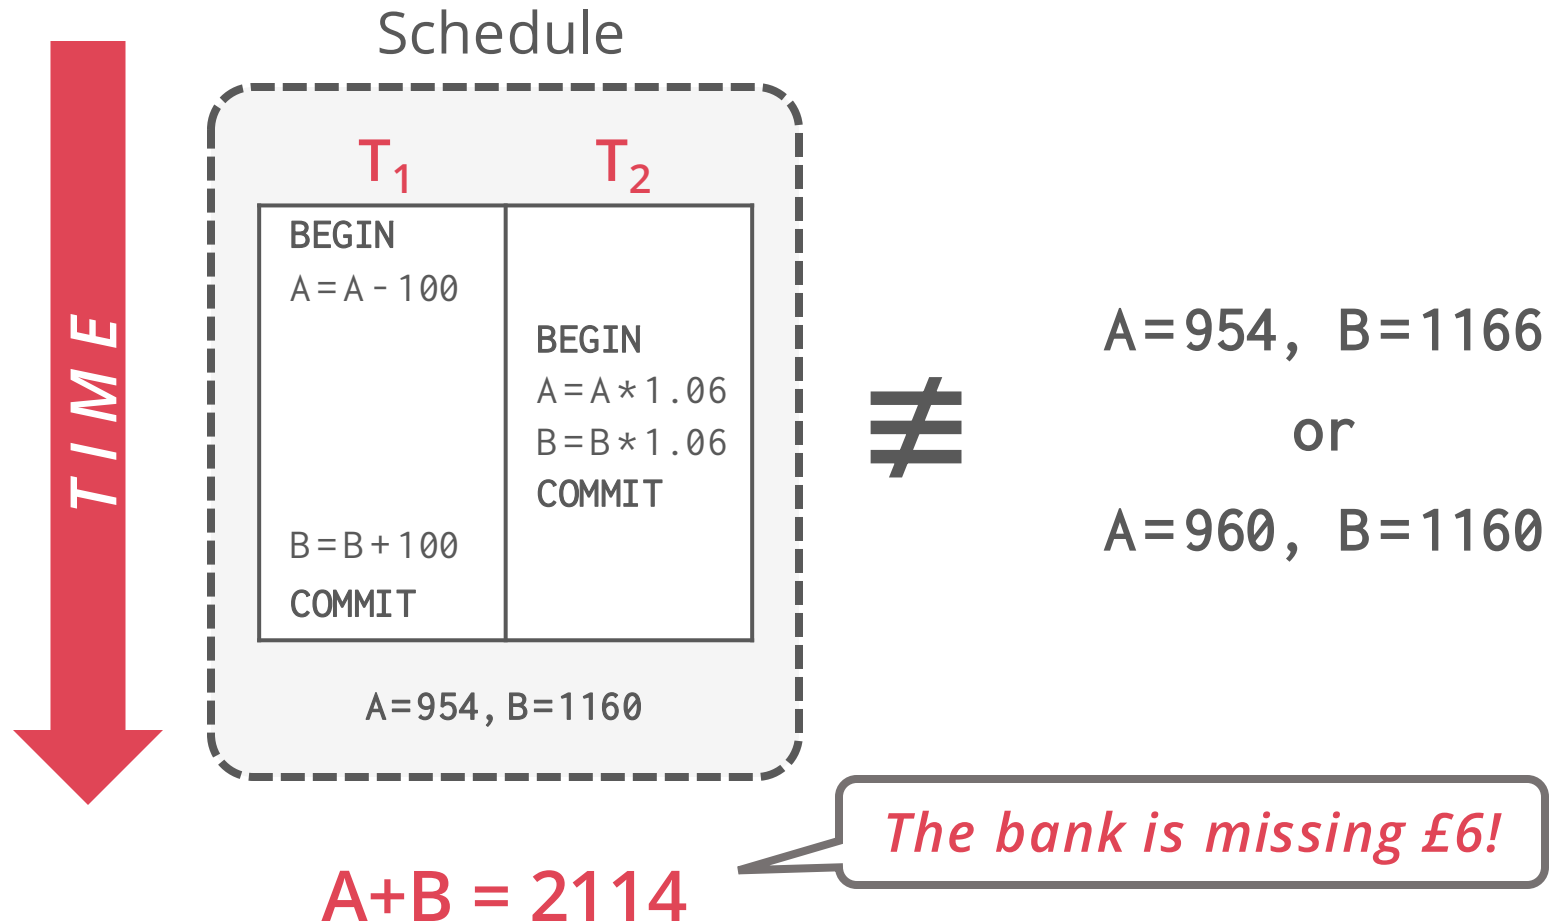 Schedule
TIME
T1 T2
BEGIN
A=A-100
BEGIN
A=A*1.06
B=B*1.06
COMMIT
B=B+100
COMMIT
A=954, B=1160
≢
A=954, B=1166
or
A=960, B=1160
The bank is missing £6!
A+B = 2114